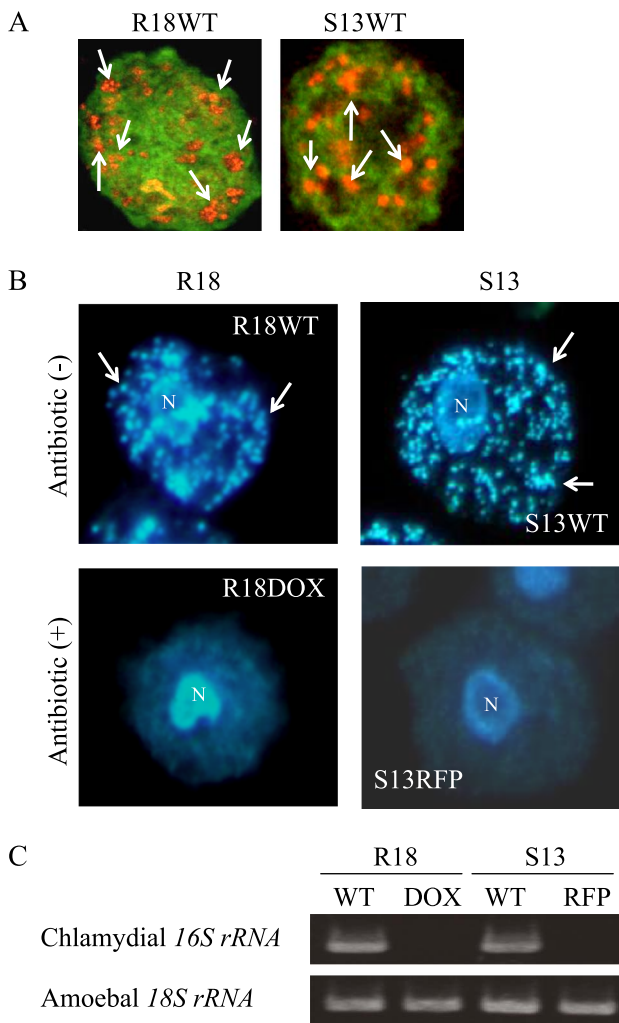 A
R18WT S13WT
B
R18 S13
Antibiotic (-)
R18WT
N
N
S13WT
Antibiotic (+)
R18DOX
N
N
S13RFP
C
R18 S13
WT DOX WT RFP
Chlamydial 16S rRNA
Amoebal 18S rRNA